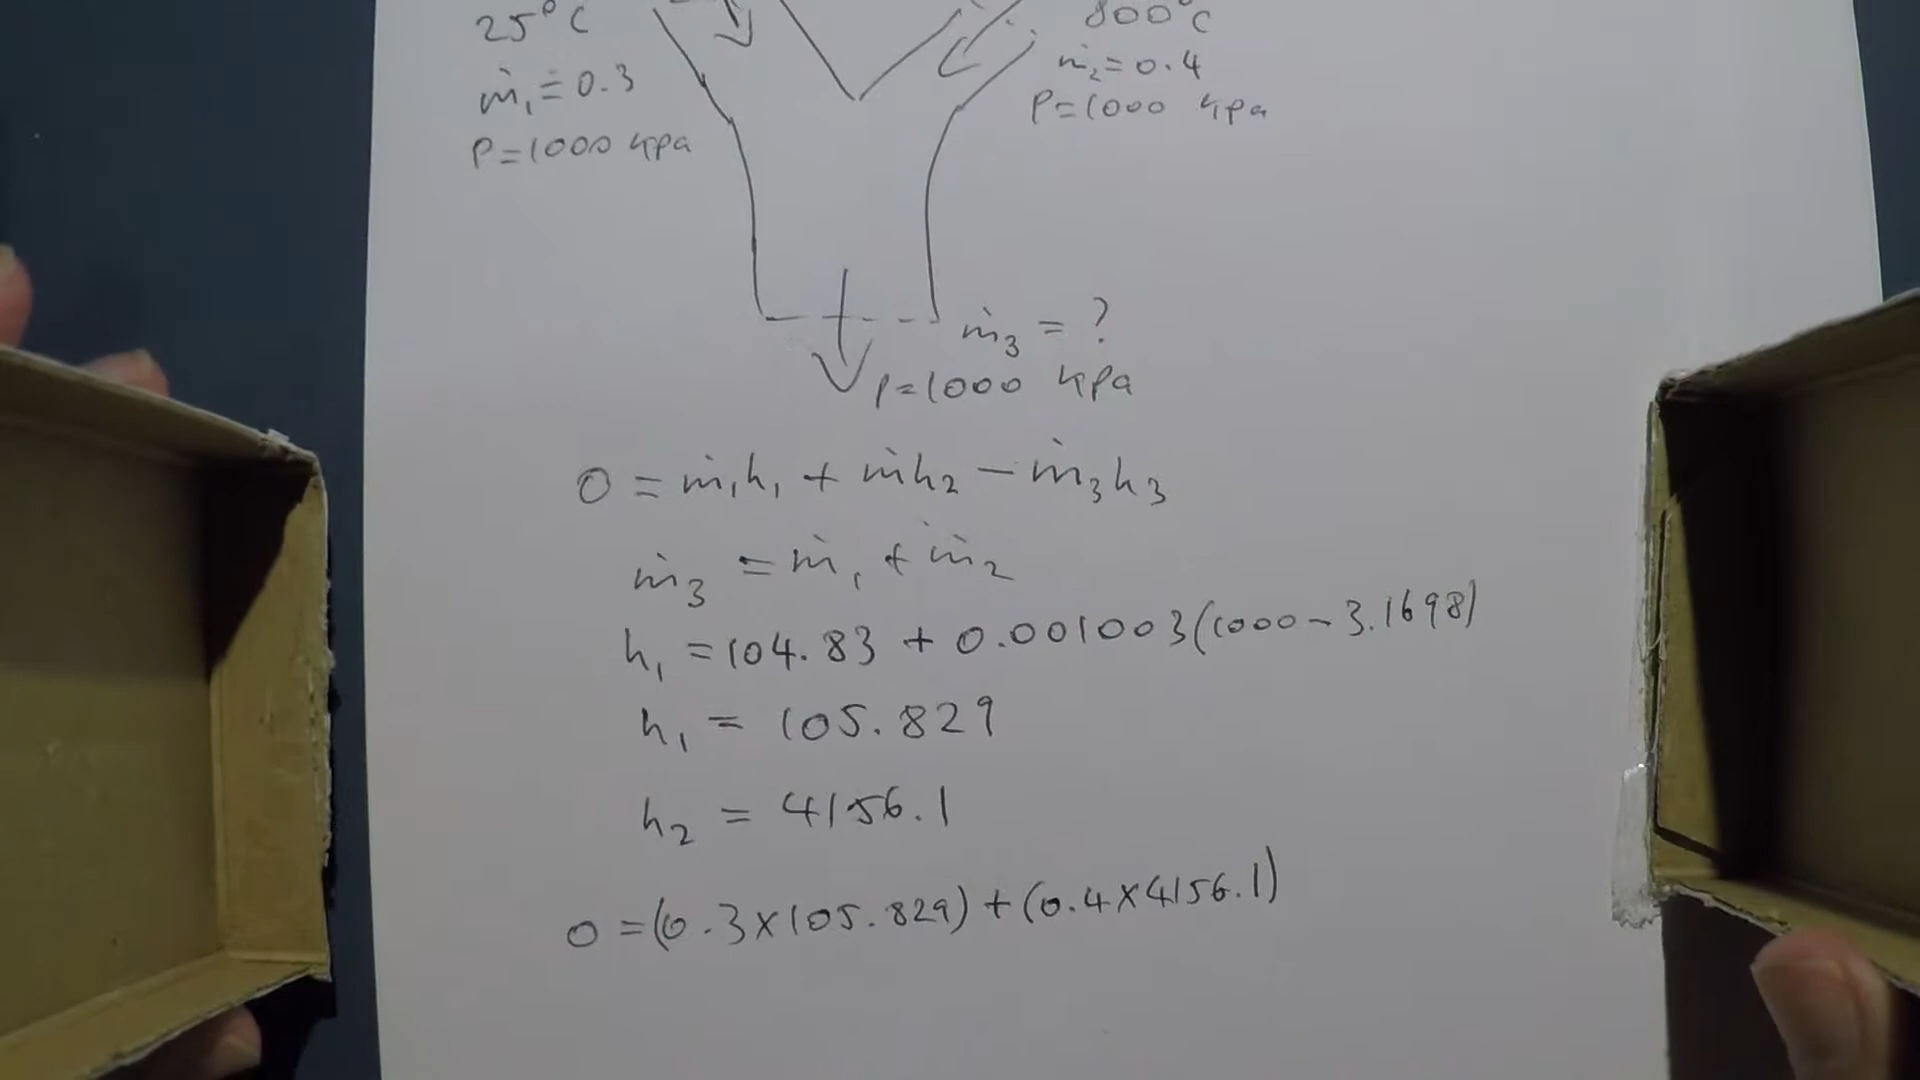 25°C
ṁ₁ = 0.3
P=1000 kpa
800°C
ṁ₂=0.4
P=1000 kpa
ṁ₃ = ?
P=1000 kPa
0 = ṁ₁h₁ + ṁh₂ − ṁ₃h₃
ṁ₃ = ṁ₁ + ṁ₂
h₁ = 104.83 + 0.001003(1000 - 3.1698)
h₁ = 105.829
h₂ = 4156.1
0 = (0.3×105.829) + (0.4×4156.1)